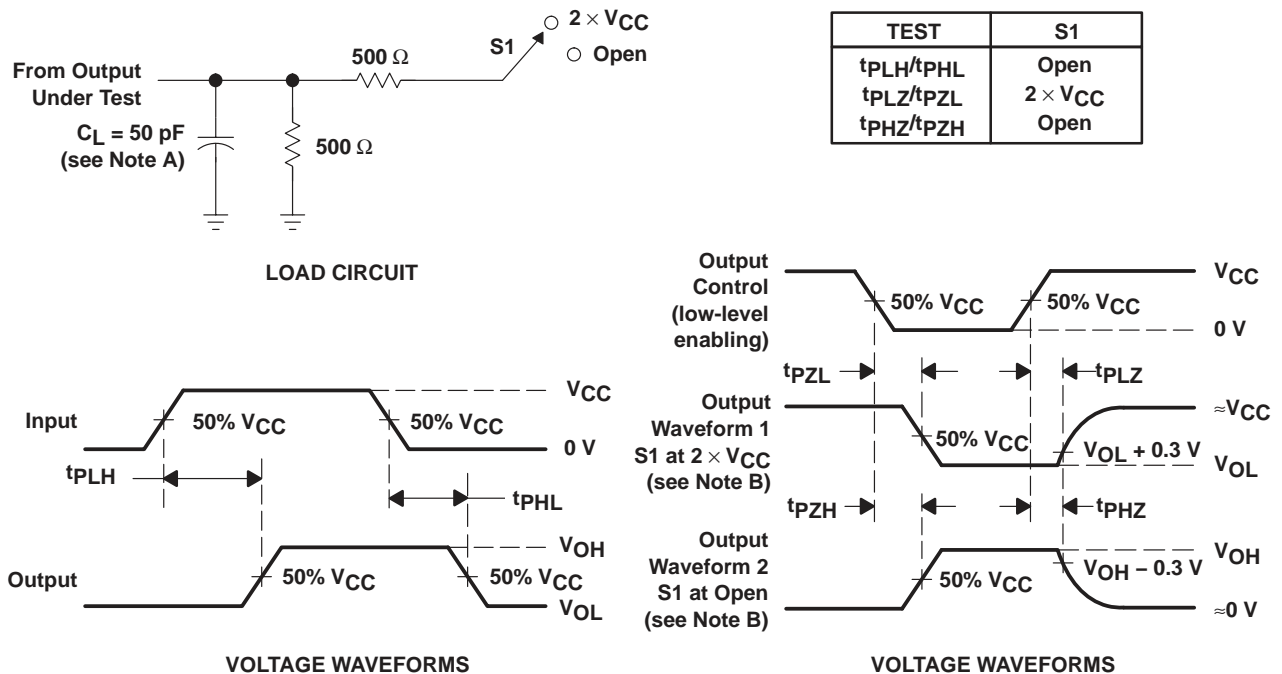 2 × VCC
S1
Open
500 Ω
From Output
Under Test
CL = 50 pF
(see Note A)
500 Ω
LOAD CIRCUIT
TEST S1
tPLH/tPHL Open
tPLZ/tPZL 2 × VCC
tPHZ/tPZH Open
Input
50% VCC
50% VCC
VCC
0 V
tPLH
tPHL
Output
50% VCC
50% VCC
VOH
VOL
VOLTAGE WAVEFORMS
Output
Control
(low-level
enabling)
50% VCC
50% VCC
VCC
0 V
tPZL
tPLZ
Output
Waveform 1
S1 at 2 × VCC
(see Note B)
50% VCC
VOL + 0.3 V
≈VCC
VOL
tPZH
tPHZ
Output
Waveform 2
S1 at Open
(see Note B)
50% VCC
VOH – 0.3 V
VOH
≈0 V
VOLTAGE WAVEFORMS